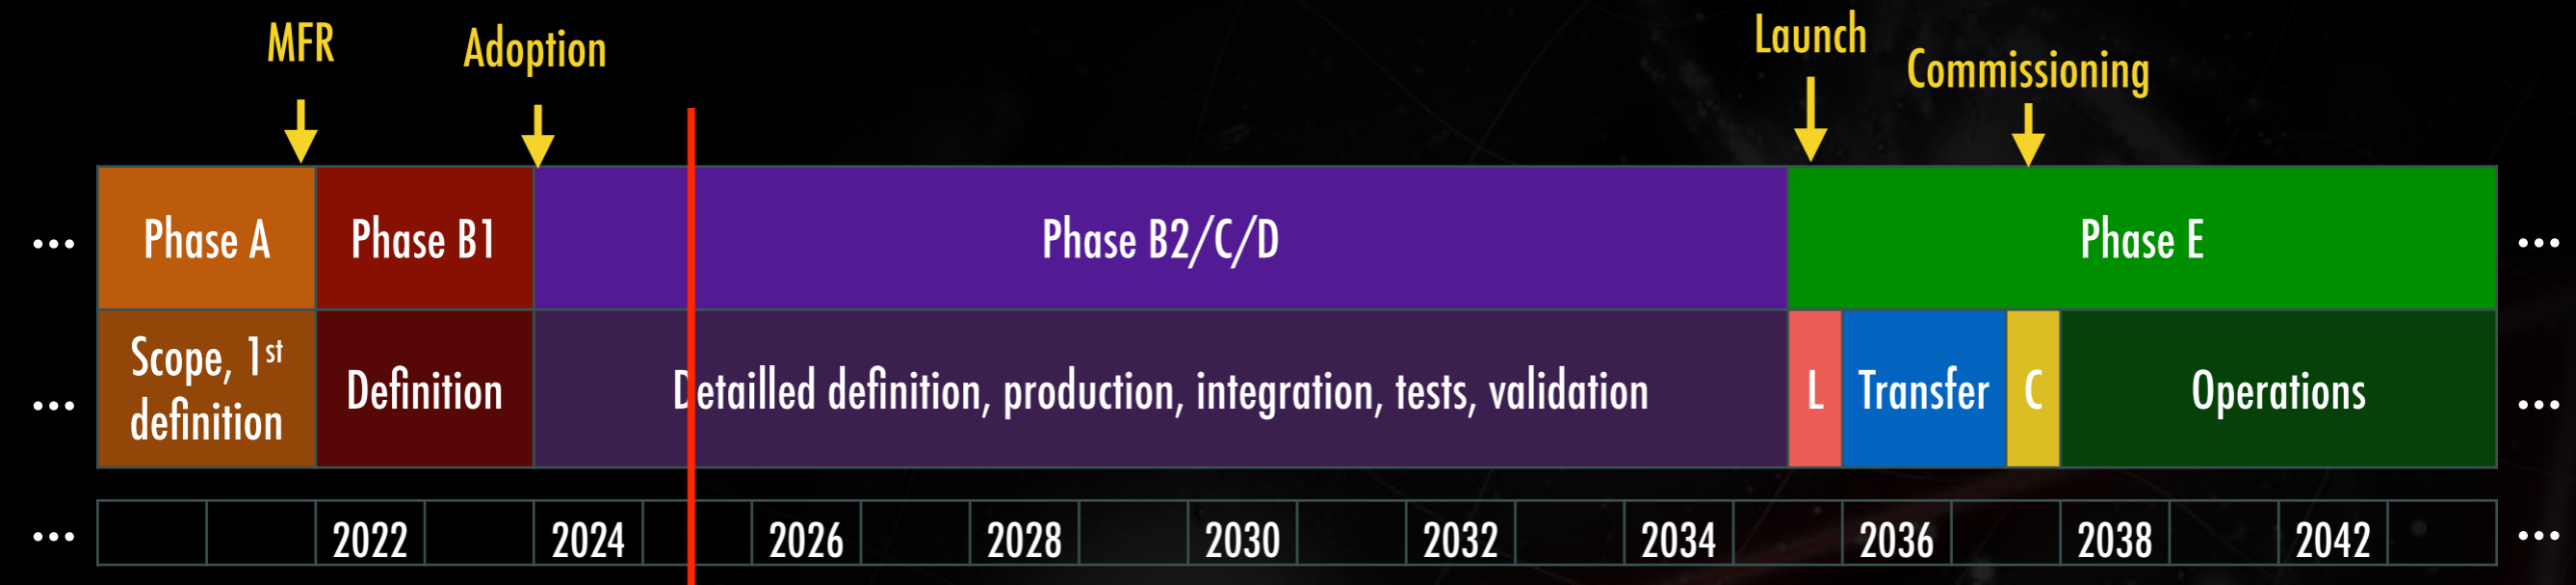 MFR
Adoption
Launch
Commissioning
... Phase A Phase B1 Phase B2/C/D Phase E ...
Scope, 1st
definition
... Definition Detailled definition, production, integration, tests, validation L Transfer C Operations ...
... 2022 2024 2026 2028 2030 2032 2034 2036 2038 2042 ...